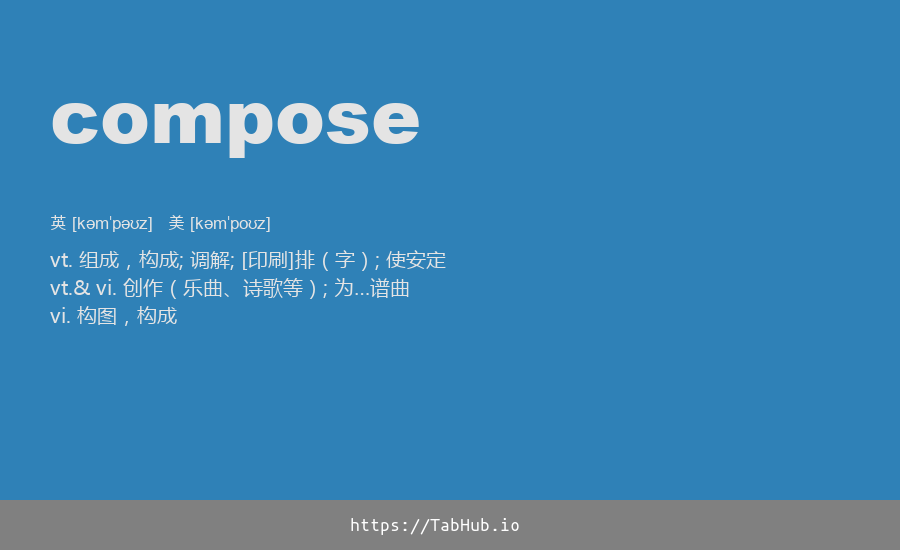 compose
英 [kəmˈpəʊz] 美 [kəmˈpoʊz]
vt. 组成，构成; 调解; [印刷]排（字）; 使安定
vt.& vi. 创作（乐曲、诗歌等）; 为…谱曲
vi. 构图，构成
https://TabHub.io